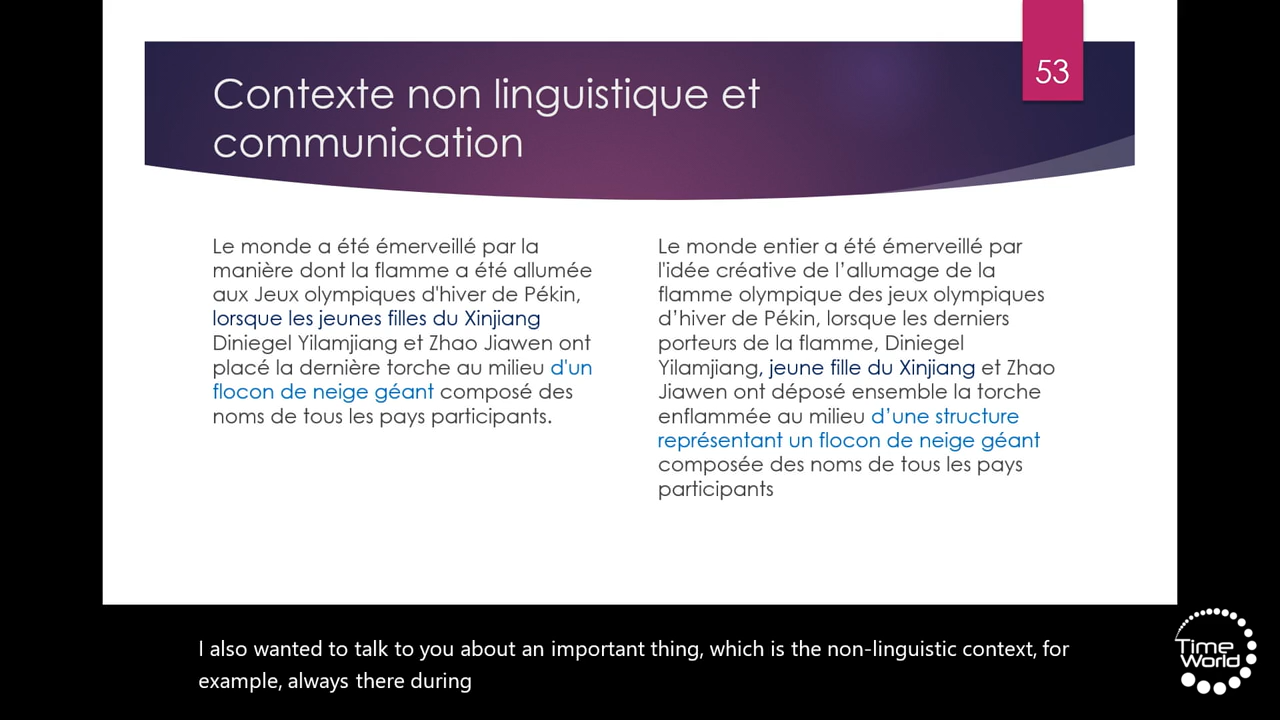 53
Contexte non linguistique et
communication
Le monde a été émerveillé par la
manière dont la flamme a été allumée
aux Jeux olympiques d'hiver de Pékin,
lorsque les jeunes filles du Xinjiang
Diniegel Yilamjiang et Zhao Jiawen ont
placé la dernière torche au milieu d'un
flocon de neige géant composé des
noms de tous les pays participants.
Le monde entier a été émerveillé par
l'idée créative de l’allumage de la
flamme olympique des jeux olympiques
d’hiver de Pékin, lorsque les derniers
porteurs de la flamme, Diniegel
Yilamjiang, jeune fille du Xinjiang et Zhao
Jiawen ont déposé ensemble la torche
enflammée au milieu d’une structure
représentant un flocon de neige géant
composée des noms de tous les pays
participants
I also wanted to talk to you about an important thing, which is the non-linguistic context, for
example, always there during
Time
World